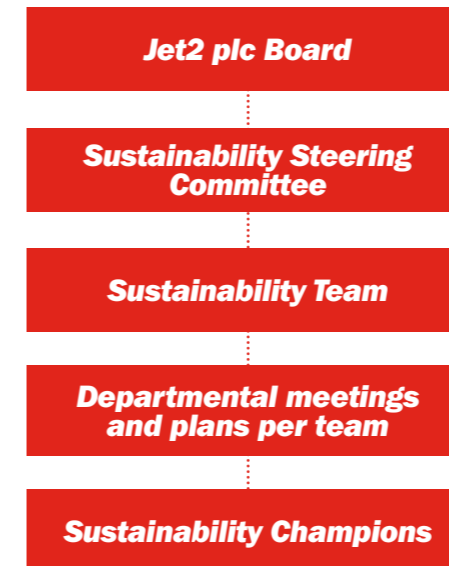 Jet2 plc Board
Sustainability Steering
Committee
Sustainability Team
Departmental meetings
and plans per team
Sustainability Champions